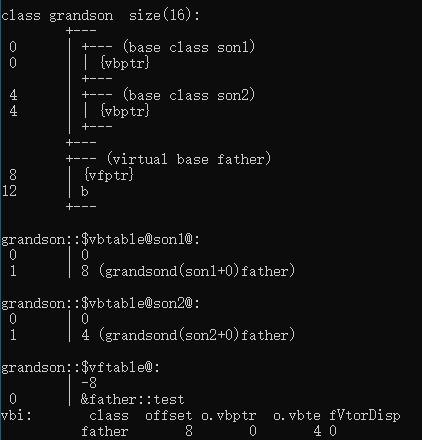 class grandson  size(16):
        +---
 0      | +--- (base class son1)
 0      | | {vbptr}
        | +---
 4      | +--- (base class son2)
 4      | | {vbptr}
        | +---
        +---
        +--- (virtual base father)
 8      | {vfptr}
12      | b
        +---
grandson::$vbtable@son1@:
 0      | 0
 1      | 8 (grandsond(son1+0)father)
grandson::$vbtable@son2@:
 0      | 0
 1      | 4 (grandsond(son2+0)father)
grandson::$vftable@:
        | -8
 0      | &father::test
vbi:       class  offset o.vbptr  o.vbte fVtorDisp
          father       8       0       4 0